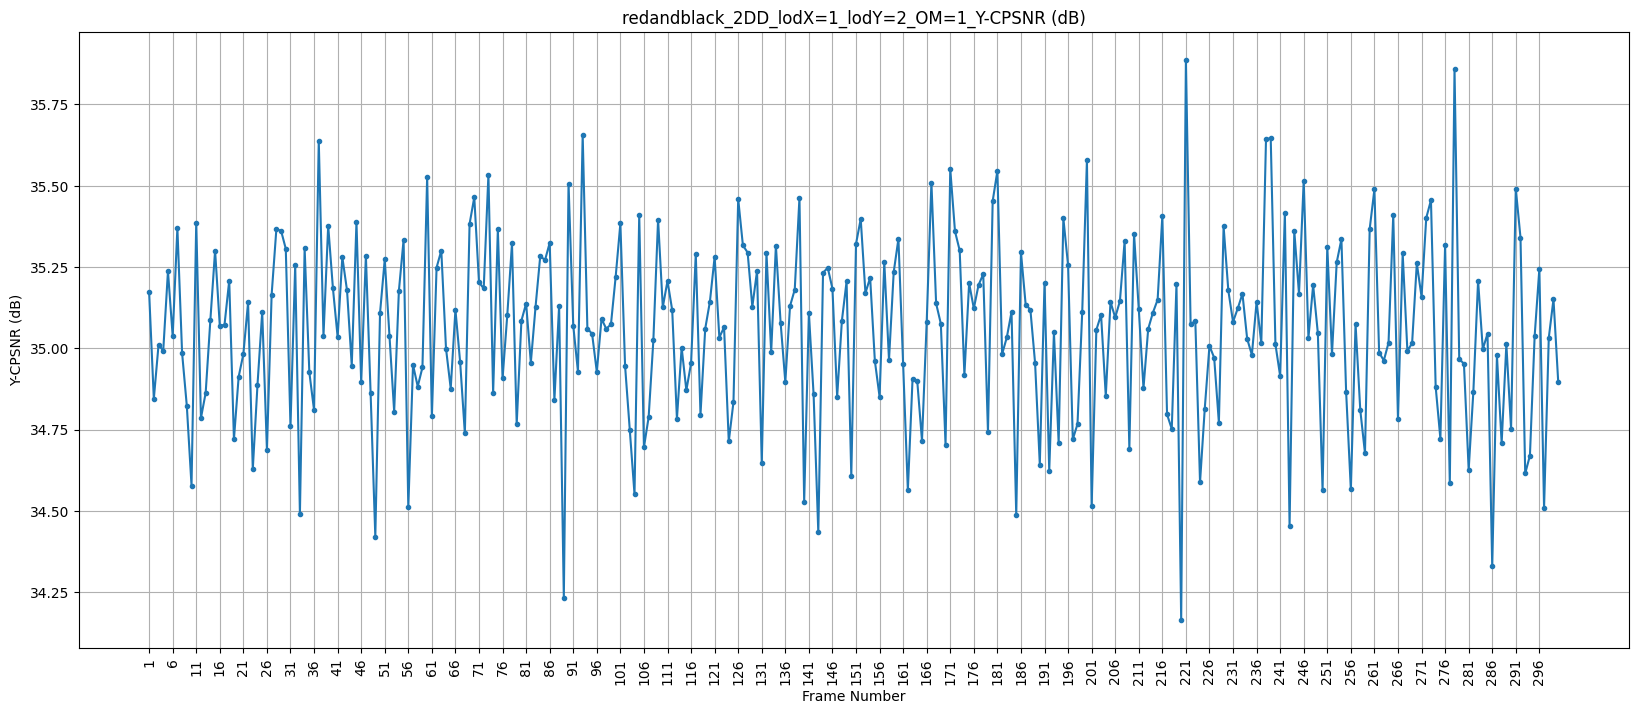 redandblack_2DD_lodX=1_lodY=2_OM=1_Y-CPSNR (dB)
Y-CPSNR (dB)
35.75
35.50
35.25
35.00
34.75
34.50
34.25
1 6 11 16 21 26 31 36 41 46 51 56 61 66 71 76 81 86 91 96 101 106 111 116 121 126 131 136 141 146 151 156 161 166 171 176 181 186 191 196 201 206 211 216 221 226 231 236 241 246 251 256 261 266 271 276 281 286 291 296
Frame Number